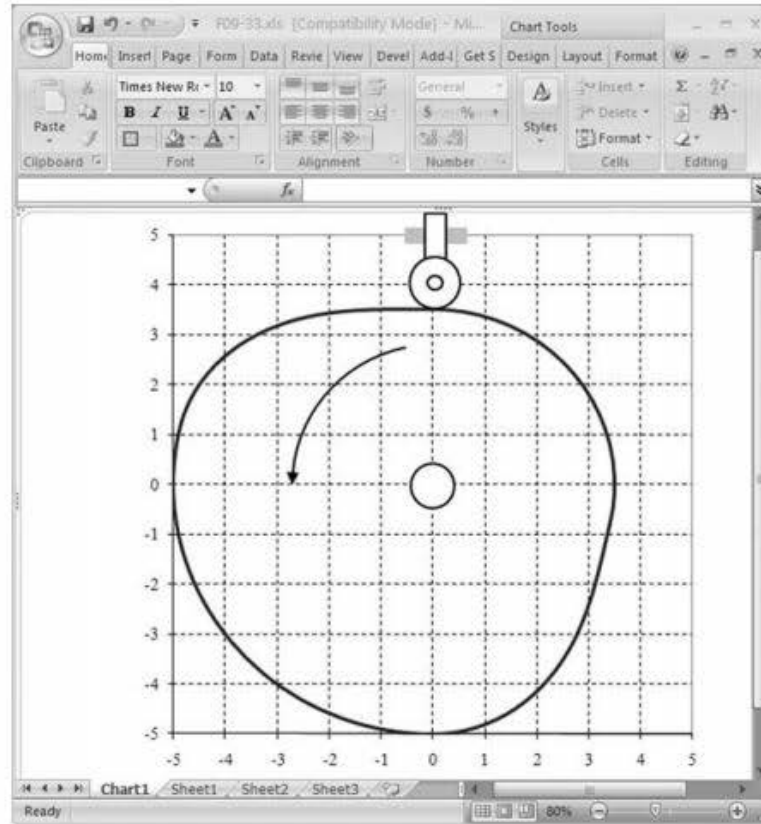 F09-33.xls [Compatibility Mode] - Mi... Chart Tools
Home Insert Page Form Data Revie View Devel Add-I Get S Design Layout Format
Times New Ro 10 General
B I U A A $ % ,
Paste Styles Insert Delete Format Σ
Clipboard Font Alignment Number Cells Editing
fx
5
4
3
2
1
0
-1
-2
-3
-4
-5
-5 -4 -3 -2 -1 0 1 2 3 4 5
Chart1 Sheet1 Sheet2 Sheet3
Ready 80%